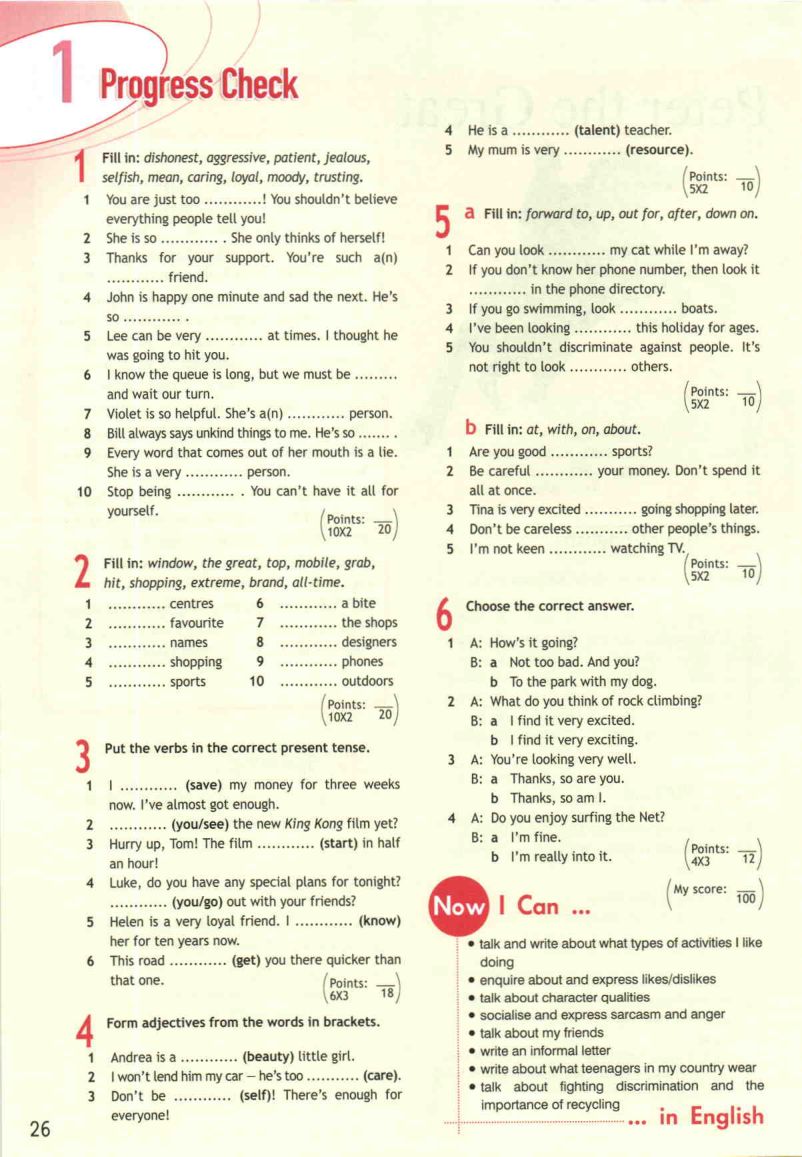 1 Progress Check
1 Fill in: dishonest, aggressive, patient, jealous,
selfish, mean, caring, loyal, moody, trusting.
1 You are just too ............! You shouldn't believe
everything people tell you!
2 She is so ............ . She only thinks of herself!
3 Thanks for your support. You're such a(n)
............ friend.
4 John is happy one minute and sad the next. He's
so ............ .
5 Lee can be very ............ at times. I thought he
was going to hit you.
6 I know the queue is long, but we must be .........
and wait our turn.
7 Violet is so helpful. She's a(n) ............ person.
8 Bill always says unkind things to me. He's so ....... .
9 Every word that comes out of her mouth is a lie.
She is a very ............ person.
10 Stop being ............ . You can't have it all for
yourself.
(Points: __
10X2 20)
2 Fill in: window, the great, top, mobile, grab,
hit, shopping, extreme, brand, all-time.
1 ............ centres 6 ............ a bite
2 ............ favourite 7 ............ the shops
3 ............ names 8 ............ designers
4 ............ shopping 9 ............ phones
5 ............ sports 10 ............ outdoors
(Points: __
10X2 20)
3 Put the verbs in the correct present tense.
1 I ............ (save) my money for three weeks
now. I've almost got enough.
2 ............ (you/see) the new King Kong film yet?
3 Hurry up, Tom! The film ............ (start) in half
an hour!
4 Luke, do you have any special plans for tonight?
............ (you/go) out with your friends?
5 Helen is a very loyal friend. I ............ (know)
her for ten years now.
6 This road ............ (get) you there quicker than
that one.
(Points: __
6X3 18)
4 Form adjectives from the words in brackets.
1 Andrea is a ............ (beauty) little girl.
2 I won't lend him my car – he's too ........... (care).
3 Don't be ............ (self)! There's enough for
everyone!
26
4 He is a ............ (talent) teacher.
5 My mum is very ............ (resource).
(Points: __
5X2 10)
5 a Fill in: forward to, up, out for, after, down on.
1 Can you look ............ my cat while I'm away?
2 If you don't know her phone number, then look it
............ in the phone directory.
3 If you go swimming, look ............ boats.
4 I've been looking ............ this holiday for ages.
5 You shouldn't discriminate against people. It's
not right to look ............ others.
(Points: __
5X2 10)
b Fill in: at, with, on, about.
1 Are you good ............ sports?
2 Be careful ............ your money. Don't spend it
all at once.
3 Tina is very excited ........... going shopping later.
4 Don't be careless ........... other people's things.
5 I'm not keen ............ watching TV.
(Points: __
5X2 10)
6 Choose the correct answer.
1 A: How's it going?
B: a Not too bad. And you?
b To the park with my dog.
2 A: What do you think of rock climbing?
B: a I find it very excited.
b I find it very exciting.
3 A: You're looking very well.
B: a Thanks, so are you.
b Thanks, so am I.
4 A: Do you enjoy surfing the Net?
B: a I'm fine.
b I'm really into it.
(Points: __
4X3 12)
(My score: __
100)
Now I Can ...
• talk and write about what types of activities I like
doing
• enquire about and express likes/dislikes
• talk about character qualities
• socialise and express sarcasm and anger
• talk about my friends
• write an informal letter
• write about what teenagers in my country wear
• talk about fighting discrimination and the
importance of recycling
... in English